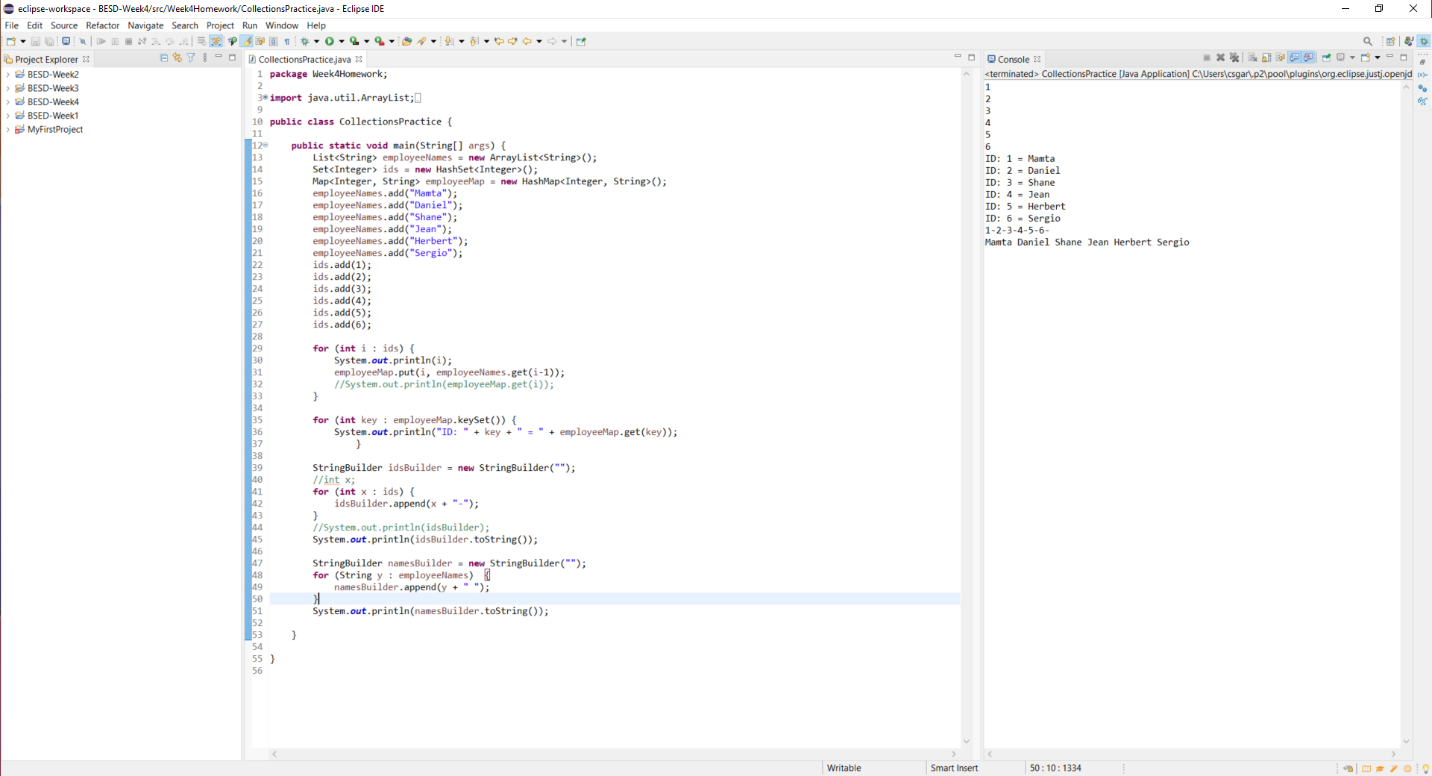 eclipse-workspace - BESD-Week4/src/Week4Homework/CollectionsPractice.java - Eclipse IDE
File Edit Source Refactor Navigate Search Project Run Window Help
Project Explorer
BESD-Week2
BESD-Week3
BESD-Week4
BSED-Week1
MyFirstProject
CollectionsPractice.java
1 package Week4Homework;
2
3 import java.util.ArrayList;
9
10 public class CollectionsPractice {
11
12 public static void main(String[] args) {
13 List<String> employeeNames = new ArrayList<String>();
14 Set<Integer> ids = new HashSet<Integer>();
15 Map<Integer, String> employeeMap = new HashMap<Integer, String>();
16 employeeNames.add("Mamta");
17 employeeNames.add("Daniel");
18 employeeNames.add("Shane");
19 employeeNames.add("Jean");
20 employeeNames.add("Herbert");
21 employeeNames.add("Sergio");
22 ids.add(1);
23 ids.add(2);
24 ids.add(3);
25 ids.add(4);
26 ids.add(5);
27 ids.add(6);
28
29 for (int i : ids) {
30 System.out.println(i);
31 employeeMap.put(i, employeeNames.get(i-1));
32 //System.out.println(employeeMap.get(i));
33 }
34
35 for (int key : employeeMap.keySet()) {
36 System.out.println("ID: " + key + " = " + employeeMap.get(key));
37 }
38
39 StringBuilder idsBuilder = new StringBuilder("");
40 //int x;
41 for (int x : ids) {
42 idsBuilder.append(x + "-");
43 }
44 //System.out.println(idsBuilder);
45 System.out.println(idsBuilder.toString());
46
47 StringBuilder namesBuilder = new StringBuilder("");
48 for (String y : employeeNames) {
49 namesBuilder.append(y + " ");
50 }
51 System.out.println(namesBuilder.toString());
52
53 }
54
55 }
56
Console
<terminated> CollectionsPractice [Java Application] C:\Users\csgar\.p2\pool\plugins\org.eclipse.justj.openjd
1
2
3
4
5
6
ID: 1 = Mamta
ID: 2 = Daniel
ID: 3 = Shane
ID: 4 = Jean
ID: 5 = Herbert
ID: 6 = Sergio
1-2-3-4-5-6-
Mamta Daniel Shane Jean Herbert Sergio
Writable Smart Insert 50 : 10 : 1334